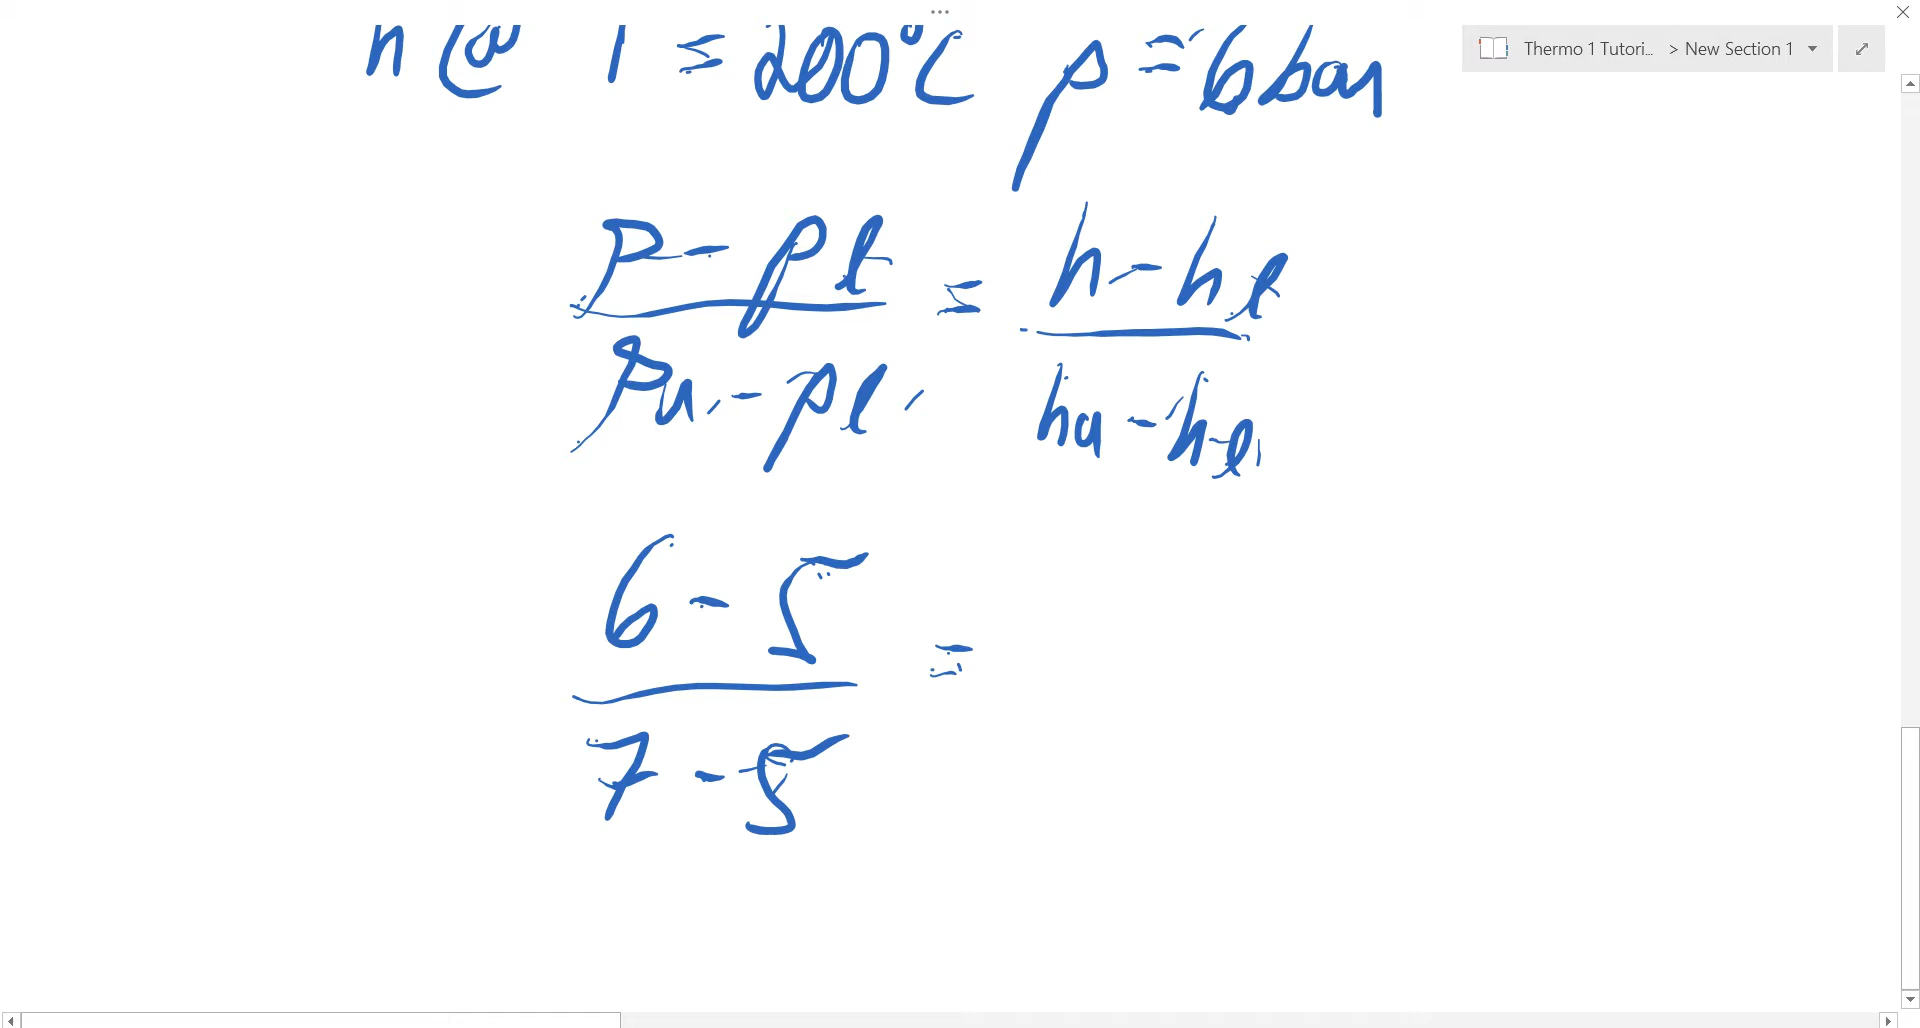 h @ T = 200°C p = 6 bar
p - pl = h - hl
pu - pl hu - hl
6 - 5 =
7 - 5
Thermo 1 Tutori... > New Section 1